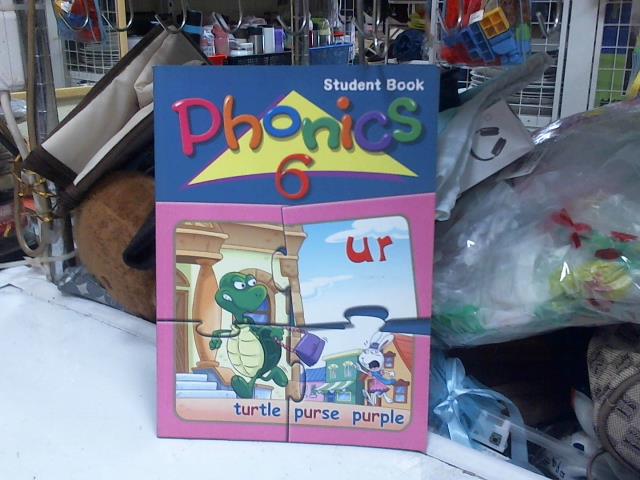 Student Book
Phonics
6
ur
turtle purse purple